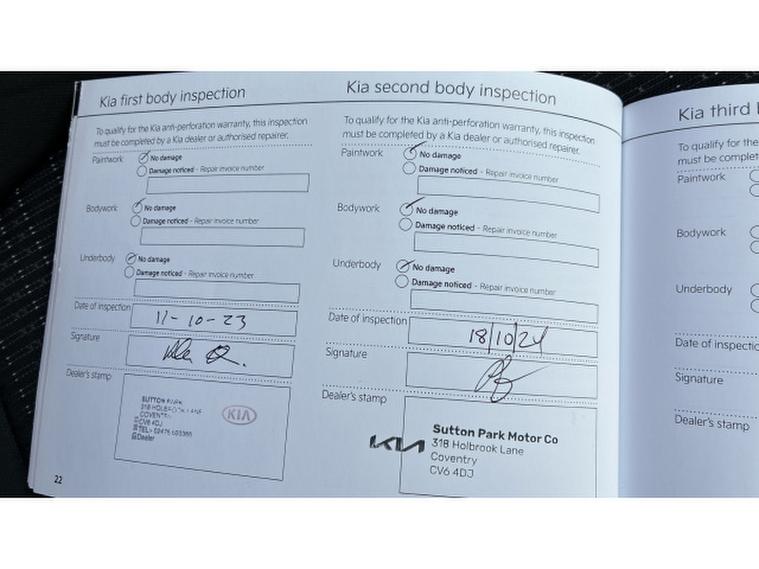 Kia first body inspection
To qualify for the Kia anti-perforation warranty, this inspection
must be completed by a Kia dealer or authorised repairer.
Paintwork
No damage
Damage noticed - Repair invoice number
Bodywork
No damage
Damage noticed - Repair invoice number
Underbody
No damage
Damage noticed - Repair invoice number
Date of inspection
11-10-23
Signature
Dealer's stamp
SUTTON PARK
COVENTRY
CV6 4DJ
Dealer
KIA
22
Kia second body inspection
To qualify for the Kia anti-perforation warranty, this inspection
must be completed by a Kia dealer or authorised repairer.
Paintwork
No damage
Damage noticed - Repair invoice number
Bodywork
No damage
Damage noticed - Repair invoice number
Underbody
No damage
Damage noticed - Repair invoice number
Date of inspection
18/10/24
Signature
Dealer's stamp
KIA
Sutton Park Motor Co
318 Holbrook Lane
Coventry
CV6 4DJ
Kia third
To qualify for the
must be complet
Paintwork
Bodywork
Underbody
Date of inspectio
Signature
Dealer's stamp